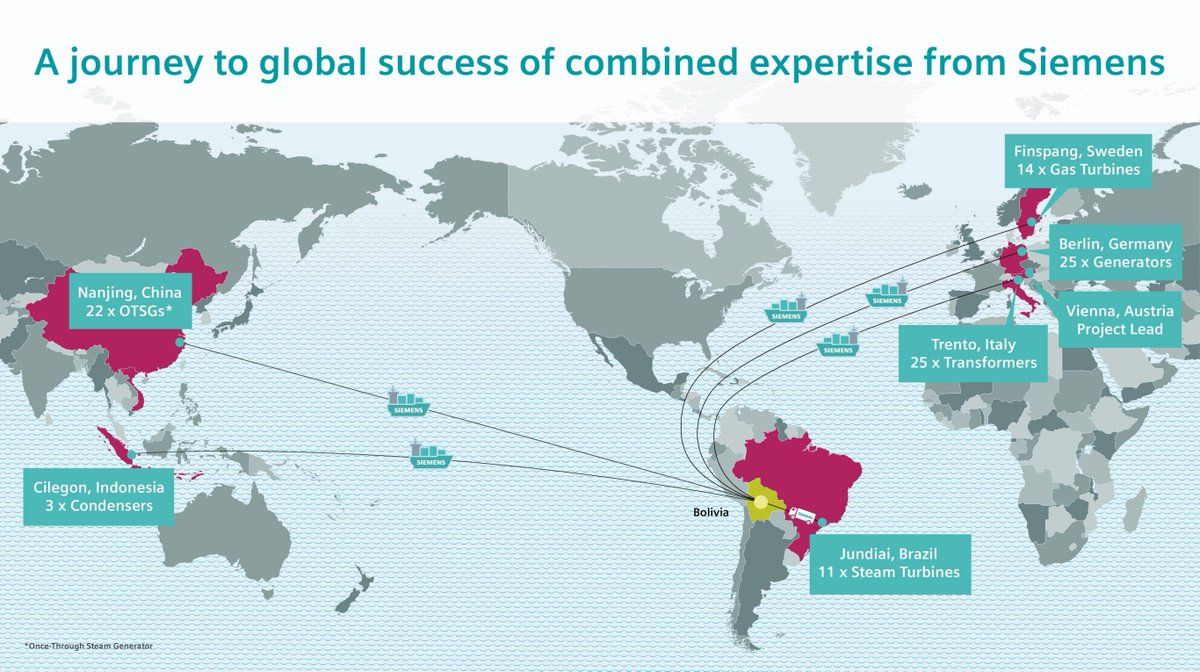 A journey to global success of combined expertise from Siemens
Finspang, Sweden
14 x Gas Turbines
Berlin, Germany
25 x Generators
Nanjing, China
22 x OTSGs*
Vienna, Austria
Project Lead
SIEMENS
SIEMENS
SIEMENS
Trento, Italy
25 x Transformers
SIEMENS
SIEMENS
Cilegon, Indonesia
3 x Condensers
Bolivia
SIEMENS
Jundiai, Brazil
11 x Steam Turbines
*Once-Through Steam Generator